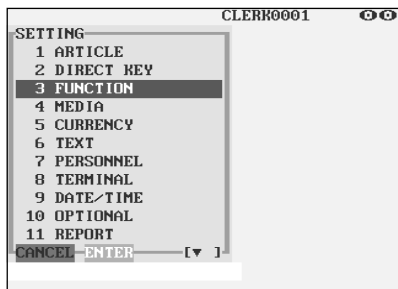 CLERK0001 00
SETTING
1 ARTICLE
2 DIRECT KEY
3 FUNCTION
4 MEDIA
5 CURRENCY
6 TEXT
7 PERSONNEL
8 TERMINAL
9 DATE/TIME
10 OPTIONAL
11 REPORT
CANCEL ENTER [▼ ]